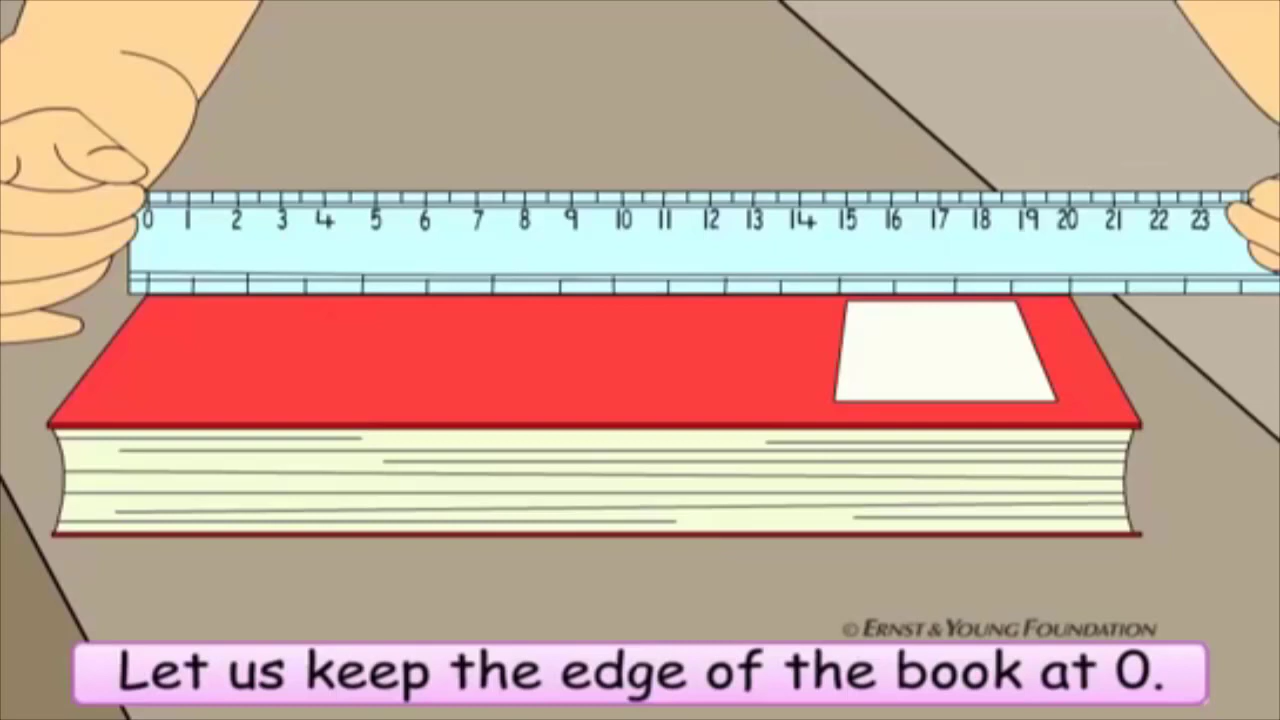 0 1 2 3 4 5 6 7 8 9 10 11 12 13 14 15 16 17 18 19 20 21 22 23
© ERNST & YOUNG FOUNDATION
Let us keep the edge of the book at 0.